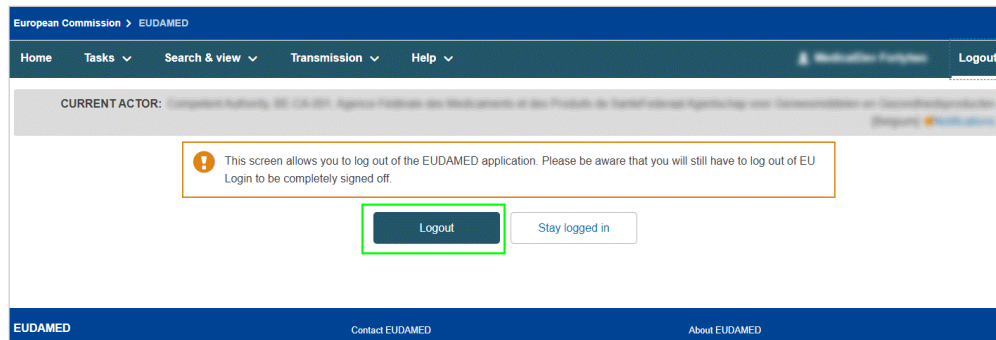 European Commission > EUDAMED
Home Tasks Search & view Transmission Help Logout
CURRENT ACTOR:
This screen allows you to log out of the EUDAMED application. Please be aware that you will still have to log out of EU
Login to be completely signed off.
Logout Stay logged in
EUDAMED Contact EUDAMED About EUDAMED